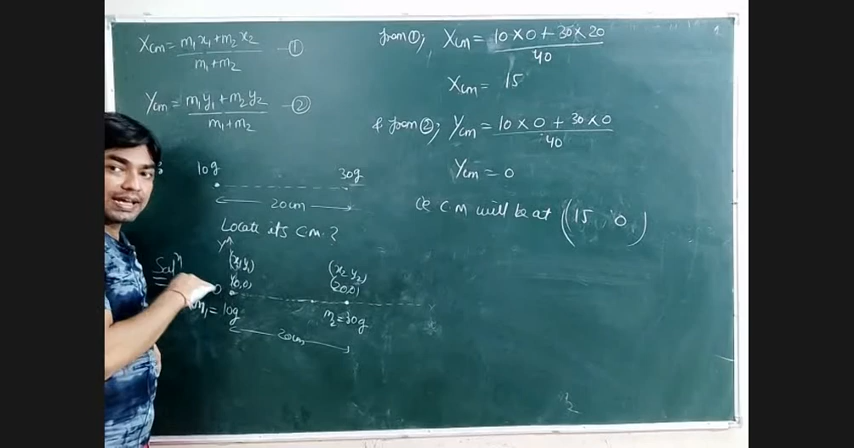 Xcm = m₁x₁ + m₂x₂ / m₁ + m₂ — ①
Ycm = m₁y₁ + m₂y₂ / m₁ + m₂ — ②
10g 30g
20cm
Locate its C.M.?
Solⁿ
Y
(x₁ y₁) (x₂ y₂)
(0,0) (20,0)
m₁ = 10g m₂ = 30g
20cm
from ①; Xcm = 10 × 0 + 30 × 20 / 40
Xcm = 15
& from ②; Ycm = 10 × 0 + 30 × 0 / 40
Ycm = 0
C.M will be at (15 0)